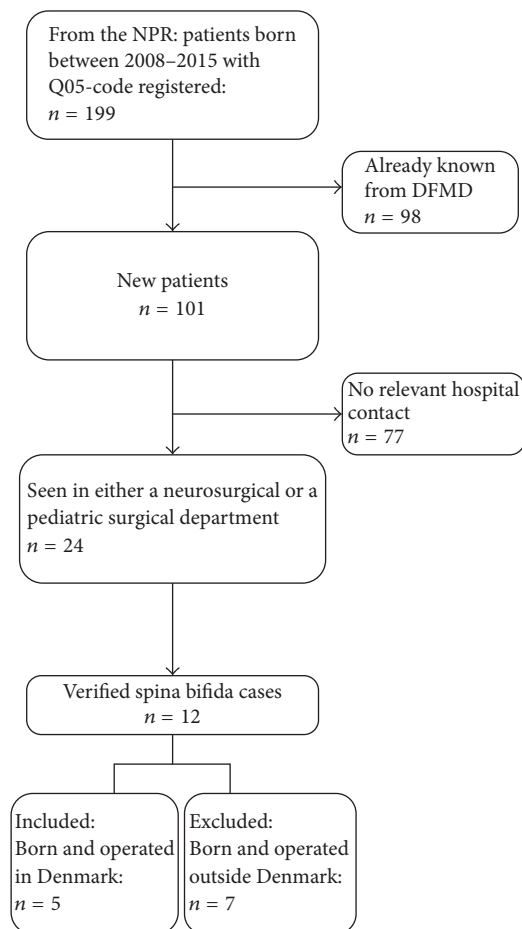 From the NPR: patients born
between 2008–2015 with
Q05-code registered:
n = 199
Already known
from DFMD
n = 98
New patients
n = 101
No relevant hospital
contact
n = 77
Seen in either a neurosurgical or a
pediatric surgical department
n = 24
Verified spina bifida cases
n = 12
Included:
Born and operated
in Denmark:
n = 5
Excluded:
Born and operated
outside Denmark:
n = 7